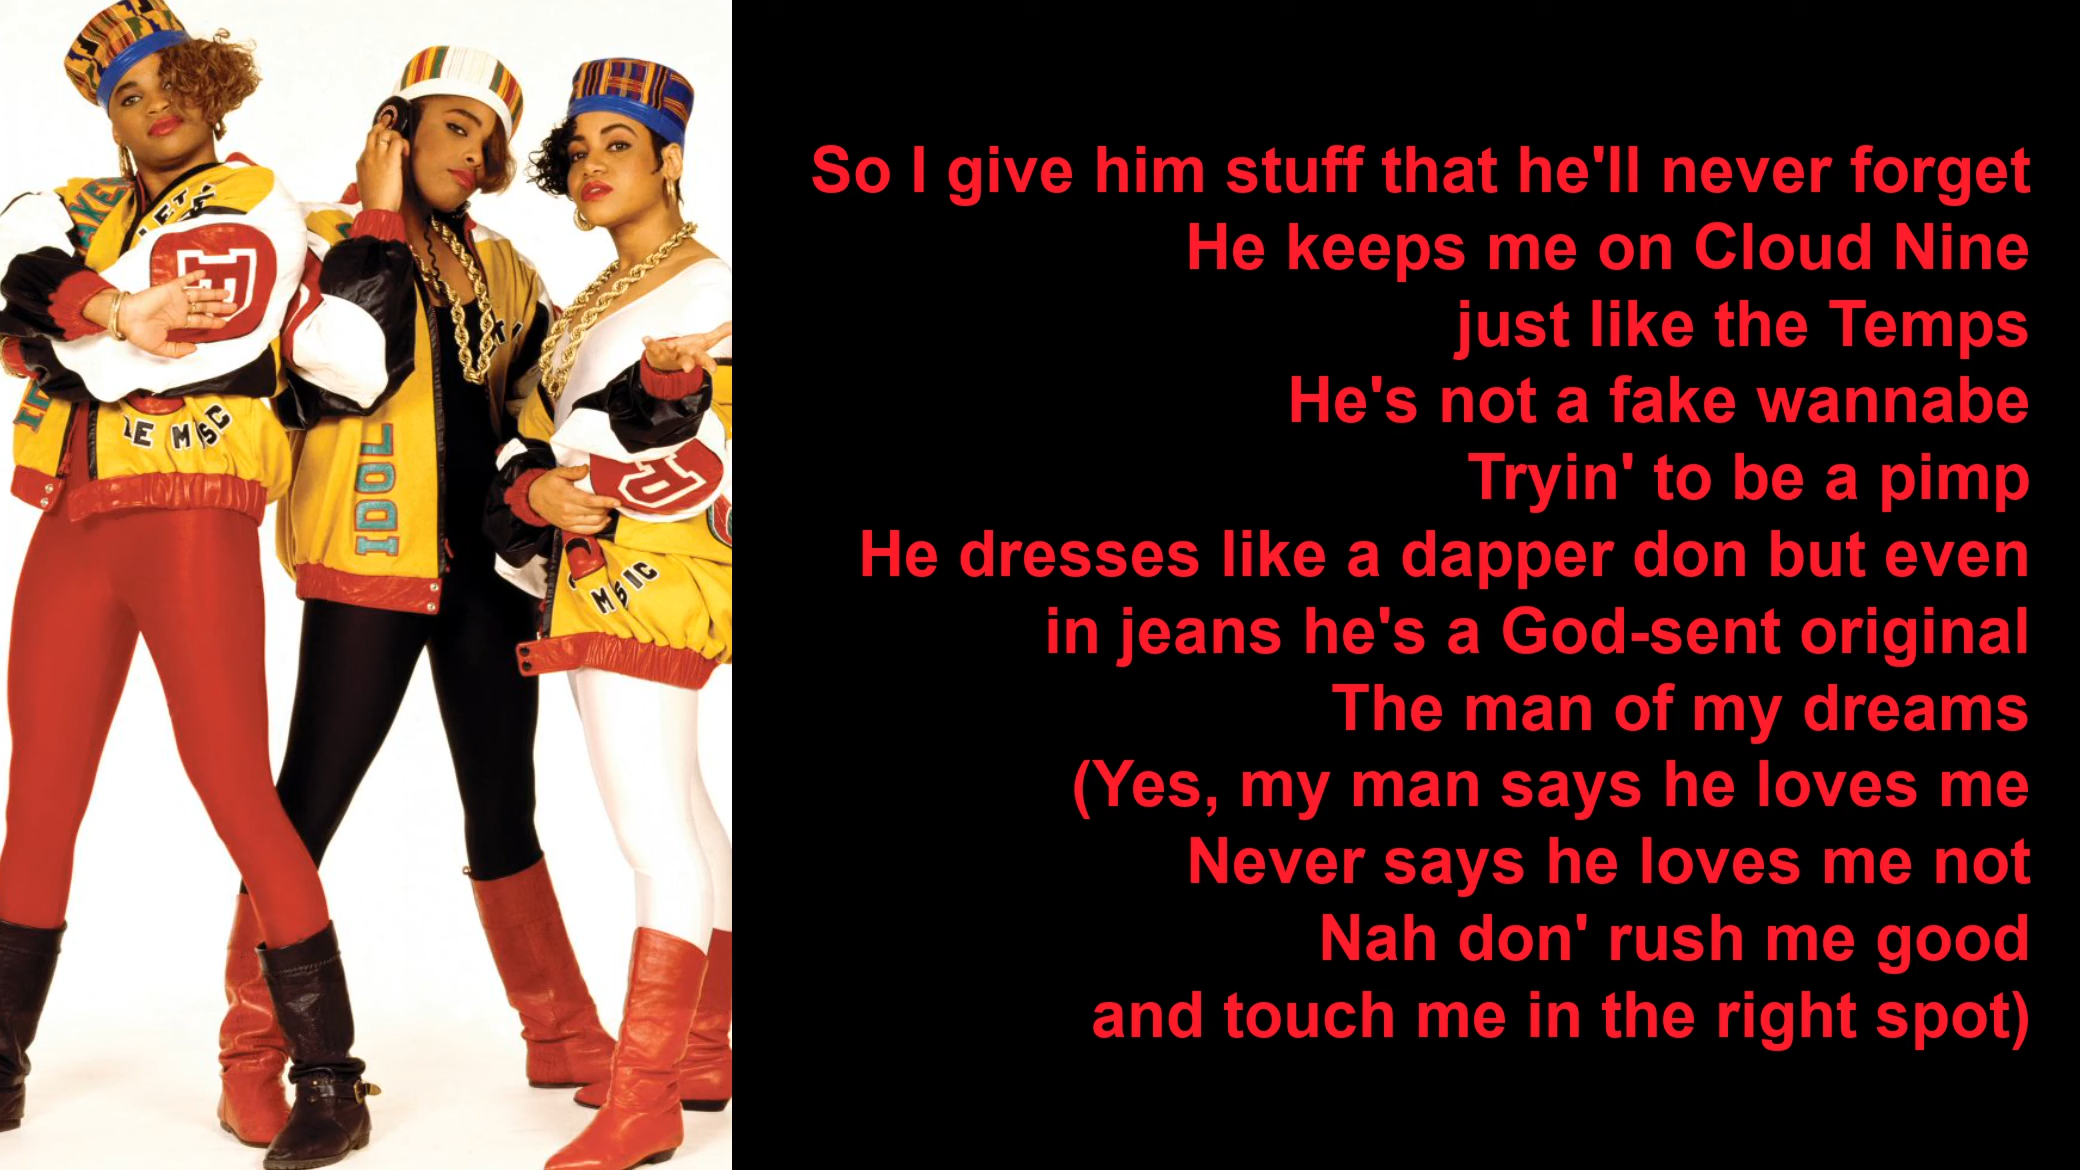 So I give him stuff that he'll never forget
He keeps me on Cloud Nine
just like the Temps
He's not a fake wannabe
Tryin' to be a pimp
He dresses like a dapper don but even
in jeans he's a God-sent original
The man of my dreams
(Yes, my man says he loves me
Never says he loves me not
Nah don' rush me good
and touch me in the right spot)
E
IDOL
R
M SIC